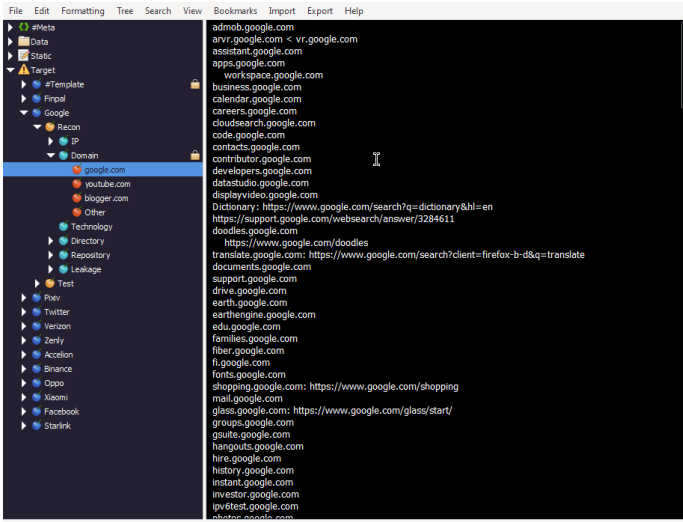 File Edit Formatting Tree Search View Bookmarks Import Export Help
#Meta
Data
Static
Target
#Template
Finpal
Google
Recon
IP
Domain
google.com
youtube.com
blogger.com
Other
Technology
Directory
Repository
Leakage
Test
Pixiv
Twitter
Verizon
Zenly
Accelion
Binance
Oppo
Xiaomi
Facebook
Starlink
admob.google.com
arvr.google.com < vr.google.com
assistant.google.com
apps.google.com
workspace.google.com
business.google.com
calendar.google.com
careers.google.com
cloudsearch.google.com
code.google.com
contacts.google.com
contributor.google.com
developers.google.com
datastudio.google.com
displayvideo.google.com
Dictionary: https://www.google.com/search?q=dictionary&hl=en
https://support.google.com/websearch/answer/3284611
doodles.google.com
https://www.google.com/doodles
translate.google.com: https://www.google.com/search?client=firefox-b-d&q=translate
documents.google.com
support.google.com
drive.google.com
earth.google.com
earthengine.google.com
edu.google.com
families.google.com
fiber.google.com
fi.google.com
fonts.google.com
shopping.google.com: https://www.google.com/shopping
mail.google.com
glass.google.com: https://www.google.com/glass/start/
groups.google.com
gsuite.google.com
hangouts.google.com
hire.google.com
history.google.com
instant.google.com
investor.google.com
ipv6test.google.com
photos.google.com